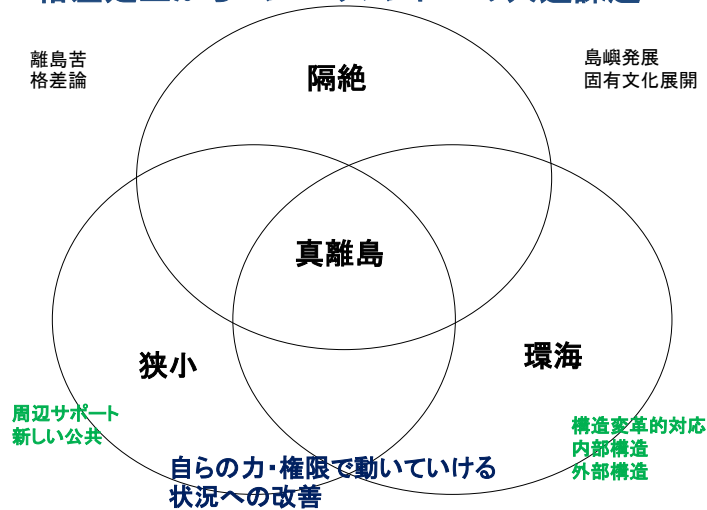 離島苦
格差論
島嶼発展
固有文化展開
隔絶
真離島
狭小
環海
周辺サポート
新しい公共
構造変革的対応
内部構造
外部構造
自らの力・権限で動いていける
状況への改善